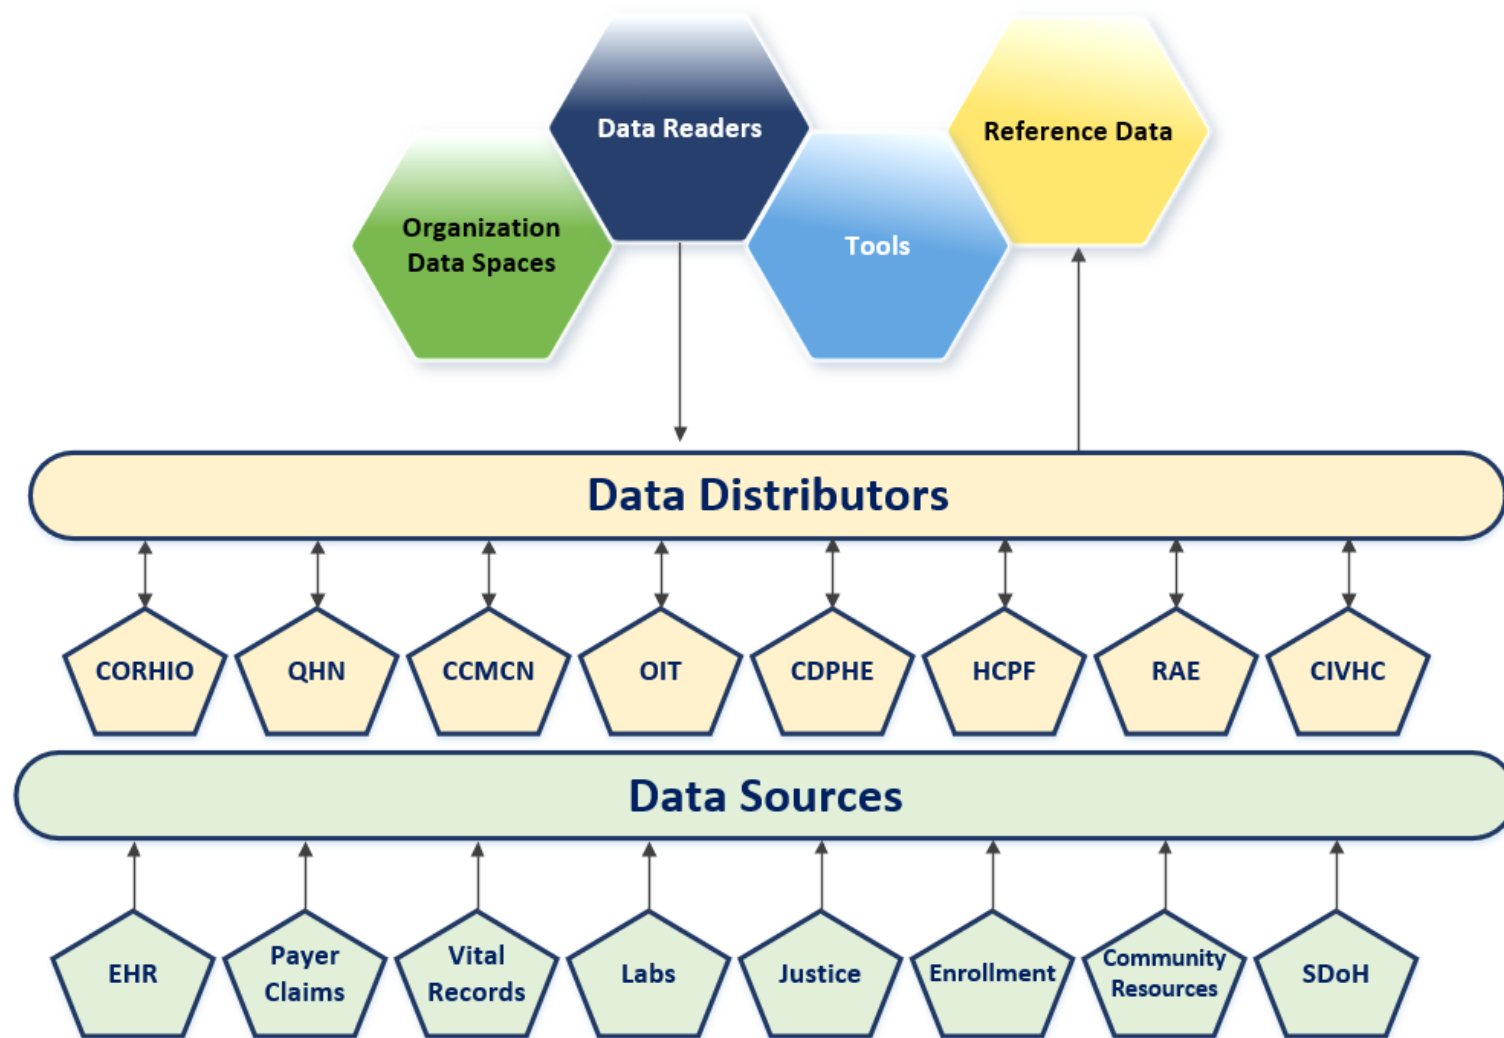 Data Readers
Reference Data
Organization
Data Spaces
Tools
Data Distributors
CORHIO
QHN
CCMCN
OIT
CDPHE
HCPF
RAE
CIVHC
Data Sources
EHR
Payer
Claims
Vital
Records
Labs
Justice
Enrollment
Community
Resources
SDoH